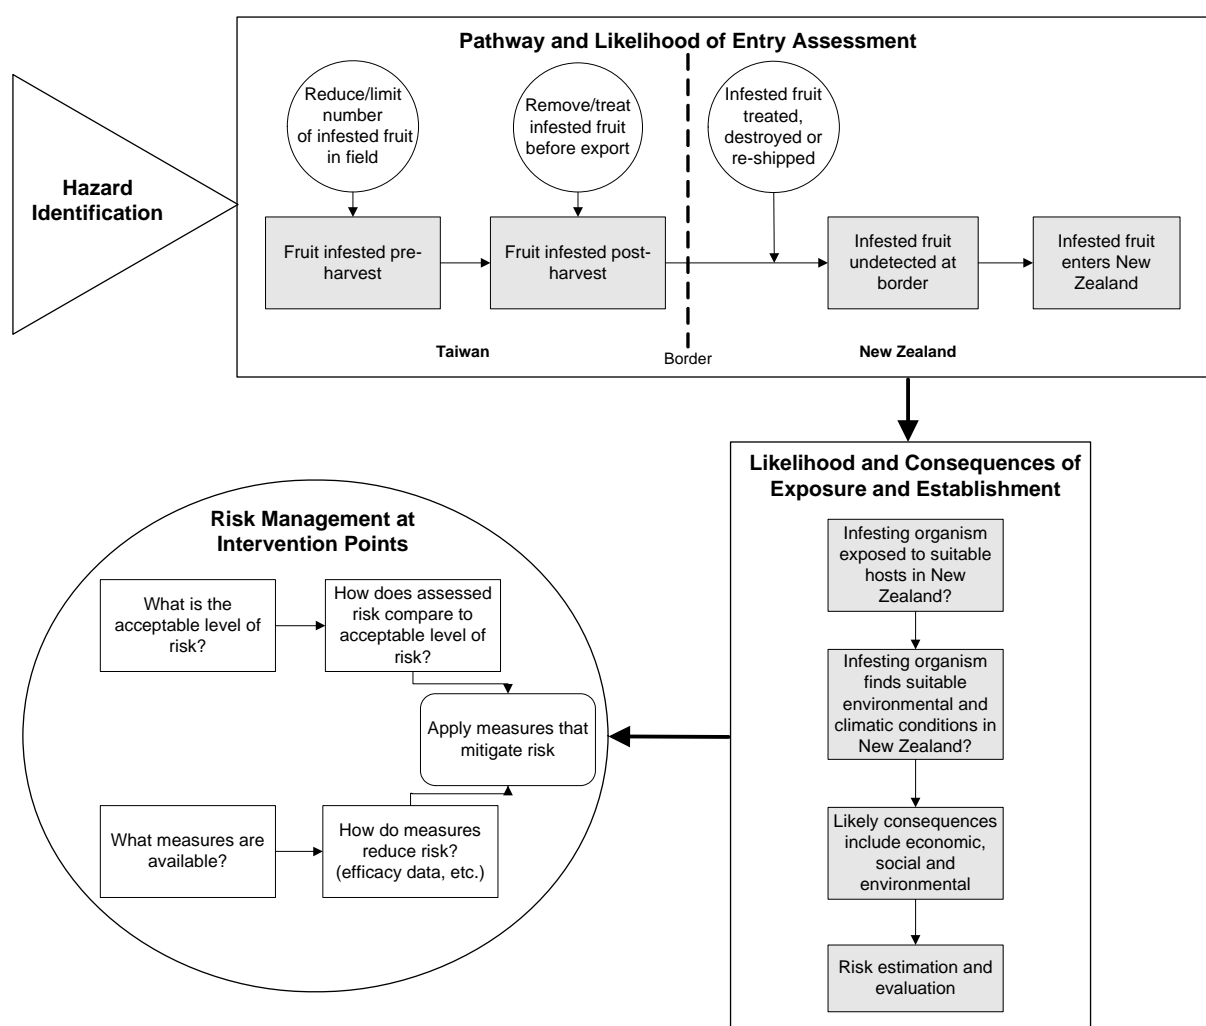 Pathway and Likelihood of Entry Assessment
Hazard
Identification
Reduce/limit
number
of infested fruit
in field
Remove/treat
infested fruit
before export
Infested fruit
treated,
destroyed or
re-shipped
Fruit infested pre-
harvest
Fruit infested post-
harvest
Infested fruit
undetected at
border
Infested fruit
enters New
Zealand
Taiwan
Border
New Zealand
Likelihood and Consequences of
Exposure and Establishment
Infesting organism
exposed to suitable
hosts in New
Zealand?
Infesting organism
finds suitable
environmental and
climatic conditions in
New Zealand?
Likely consequences
include economic,
social and
environmental
Risk estimation and
evaluation
Risk Management at
Intervention Points
What is the
acceptable level of
risk?
How does assessed
risk compare to
acceptable level of
risk?
Apply measures that
mitigate risk
What measures are
available?
How do measures
reduce risk?
(efficacy data, etc.)